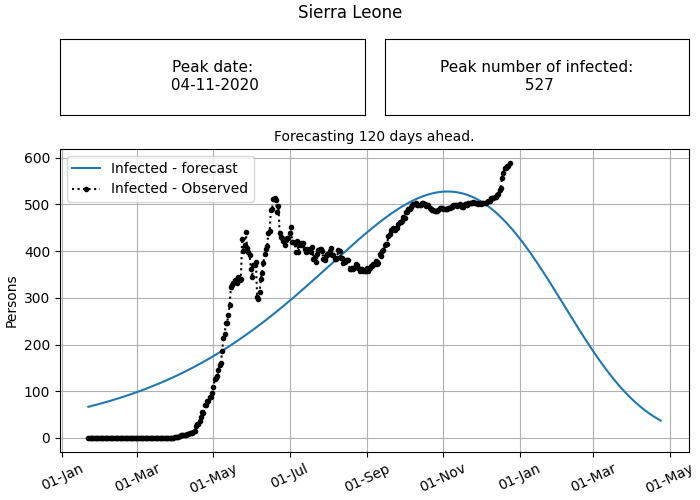 Sierra Leone
Peak date:
04-11-2020
Peak number of infected:
527
Forecasting 120 days ahead.
Infected - forecast
Infected - Observed
Persons
600
500
400
300
200
100
0
01-Jan
01-Mar
01-May
01-Jul
01-Sep
01-Nov
01-Jan
01-Mar
01-May